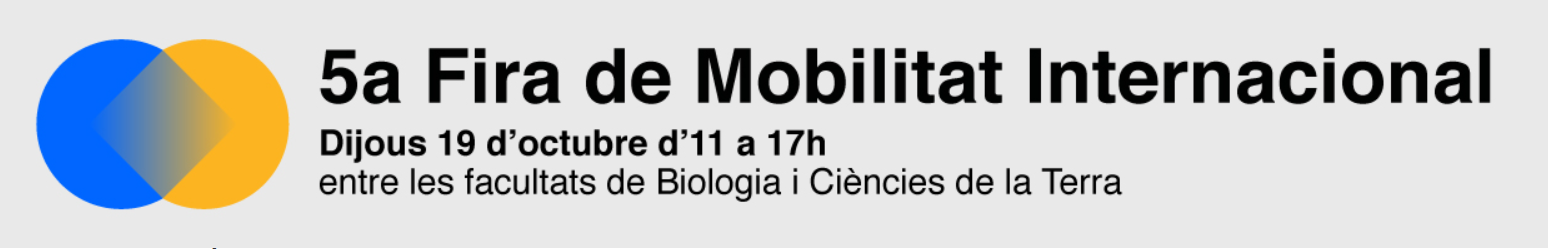 5a Fira de Mobilitat Internacional
Dijous 19 d’octubre d’11 a 17h
entre les facultats de Biologia i Ciències de la Terra